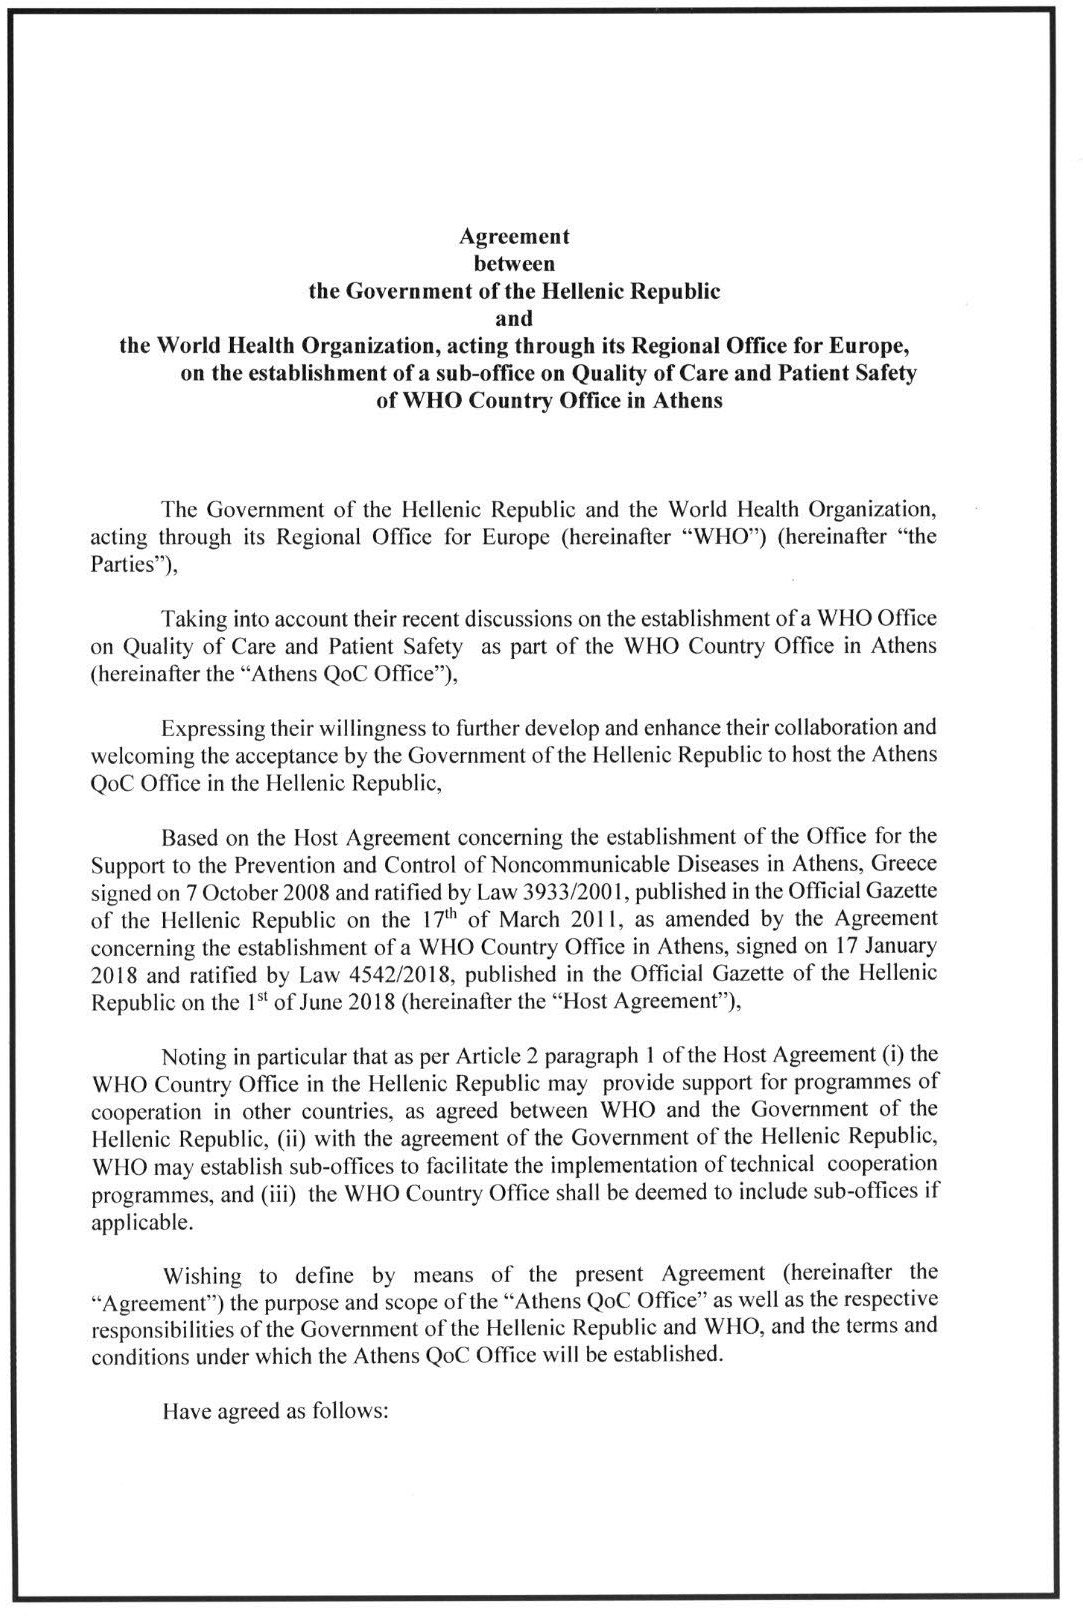 Agreement
between
the Government of the Hellenic Republic
and
the World Health Organization, acting through its Regional Office for Europe,
on the establishment of a sub-office on Quality of Care and Patient Safety
of WHO Country Office in Athens
The Government of the Hellenic Republic and the World Health Organization,
acting through its Regional Office for Europe (hereinafter “WHO”) (hereinafter “the
Parties”),
Taking into account their recent discussions on the establishment of a WHO Office
on Quality of Care and Patient Safety as part of the WHO Country Office in Athens
(hereinafter the “Athens QoC Office”),
Expressing their willingness to further develop and enhance their collaboration and
welcoming the acceptance by the Government of the Hellenic Republic to host the Athens
QoC Office in the Hellenic Republic,
Based on the Host Agreement concerning the establishment of the Office for the
Support to the Prevention and Control of Noncommunicable Diseases in Athens, Greece
signed on 7 October 2008 and ratified by Law 3933/2001, published in the Official Gazette
of the Hellenic Republic on the 17th of March 2011, as amended by the Agreement
concerning the establishment of a WHO Country Office in Athens, signed on 17 January
2018 and ratified by Law 4542/2018, published in the Official Gazette of the Hellenic
Republic on the 1st of June 2018 (hereinafter the “Host Agreement”),
Noting in particular that as per Article 2 paragraph 1 of the Host Agreement (i) the
WHO Country Office in the Hellenic Republic may provide support for programmes of
cooperation in other countries, as agreed between WHO and the Government of the
Hellenic Republic, (ii) with the agreement of the Government of the Hellenic Republic,
WHO may establish sub-offices to facilitate the implementation of technical cooperation
programmes, and (iii) the WHO Country Office shall be deemed to include sub-offices if
applicable.
Wishing to define by means of the present Agreement (hereinafter the
“Agreement”) the purpose and scope of the “Athens QoC Office” as well as the respective
responsibilities of the Government of the Hellenic Republic and WHO, and the terms and
conditions under which the Athens QoC Office will be established.
Have agreed as follows: